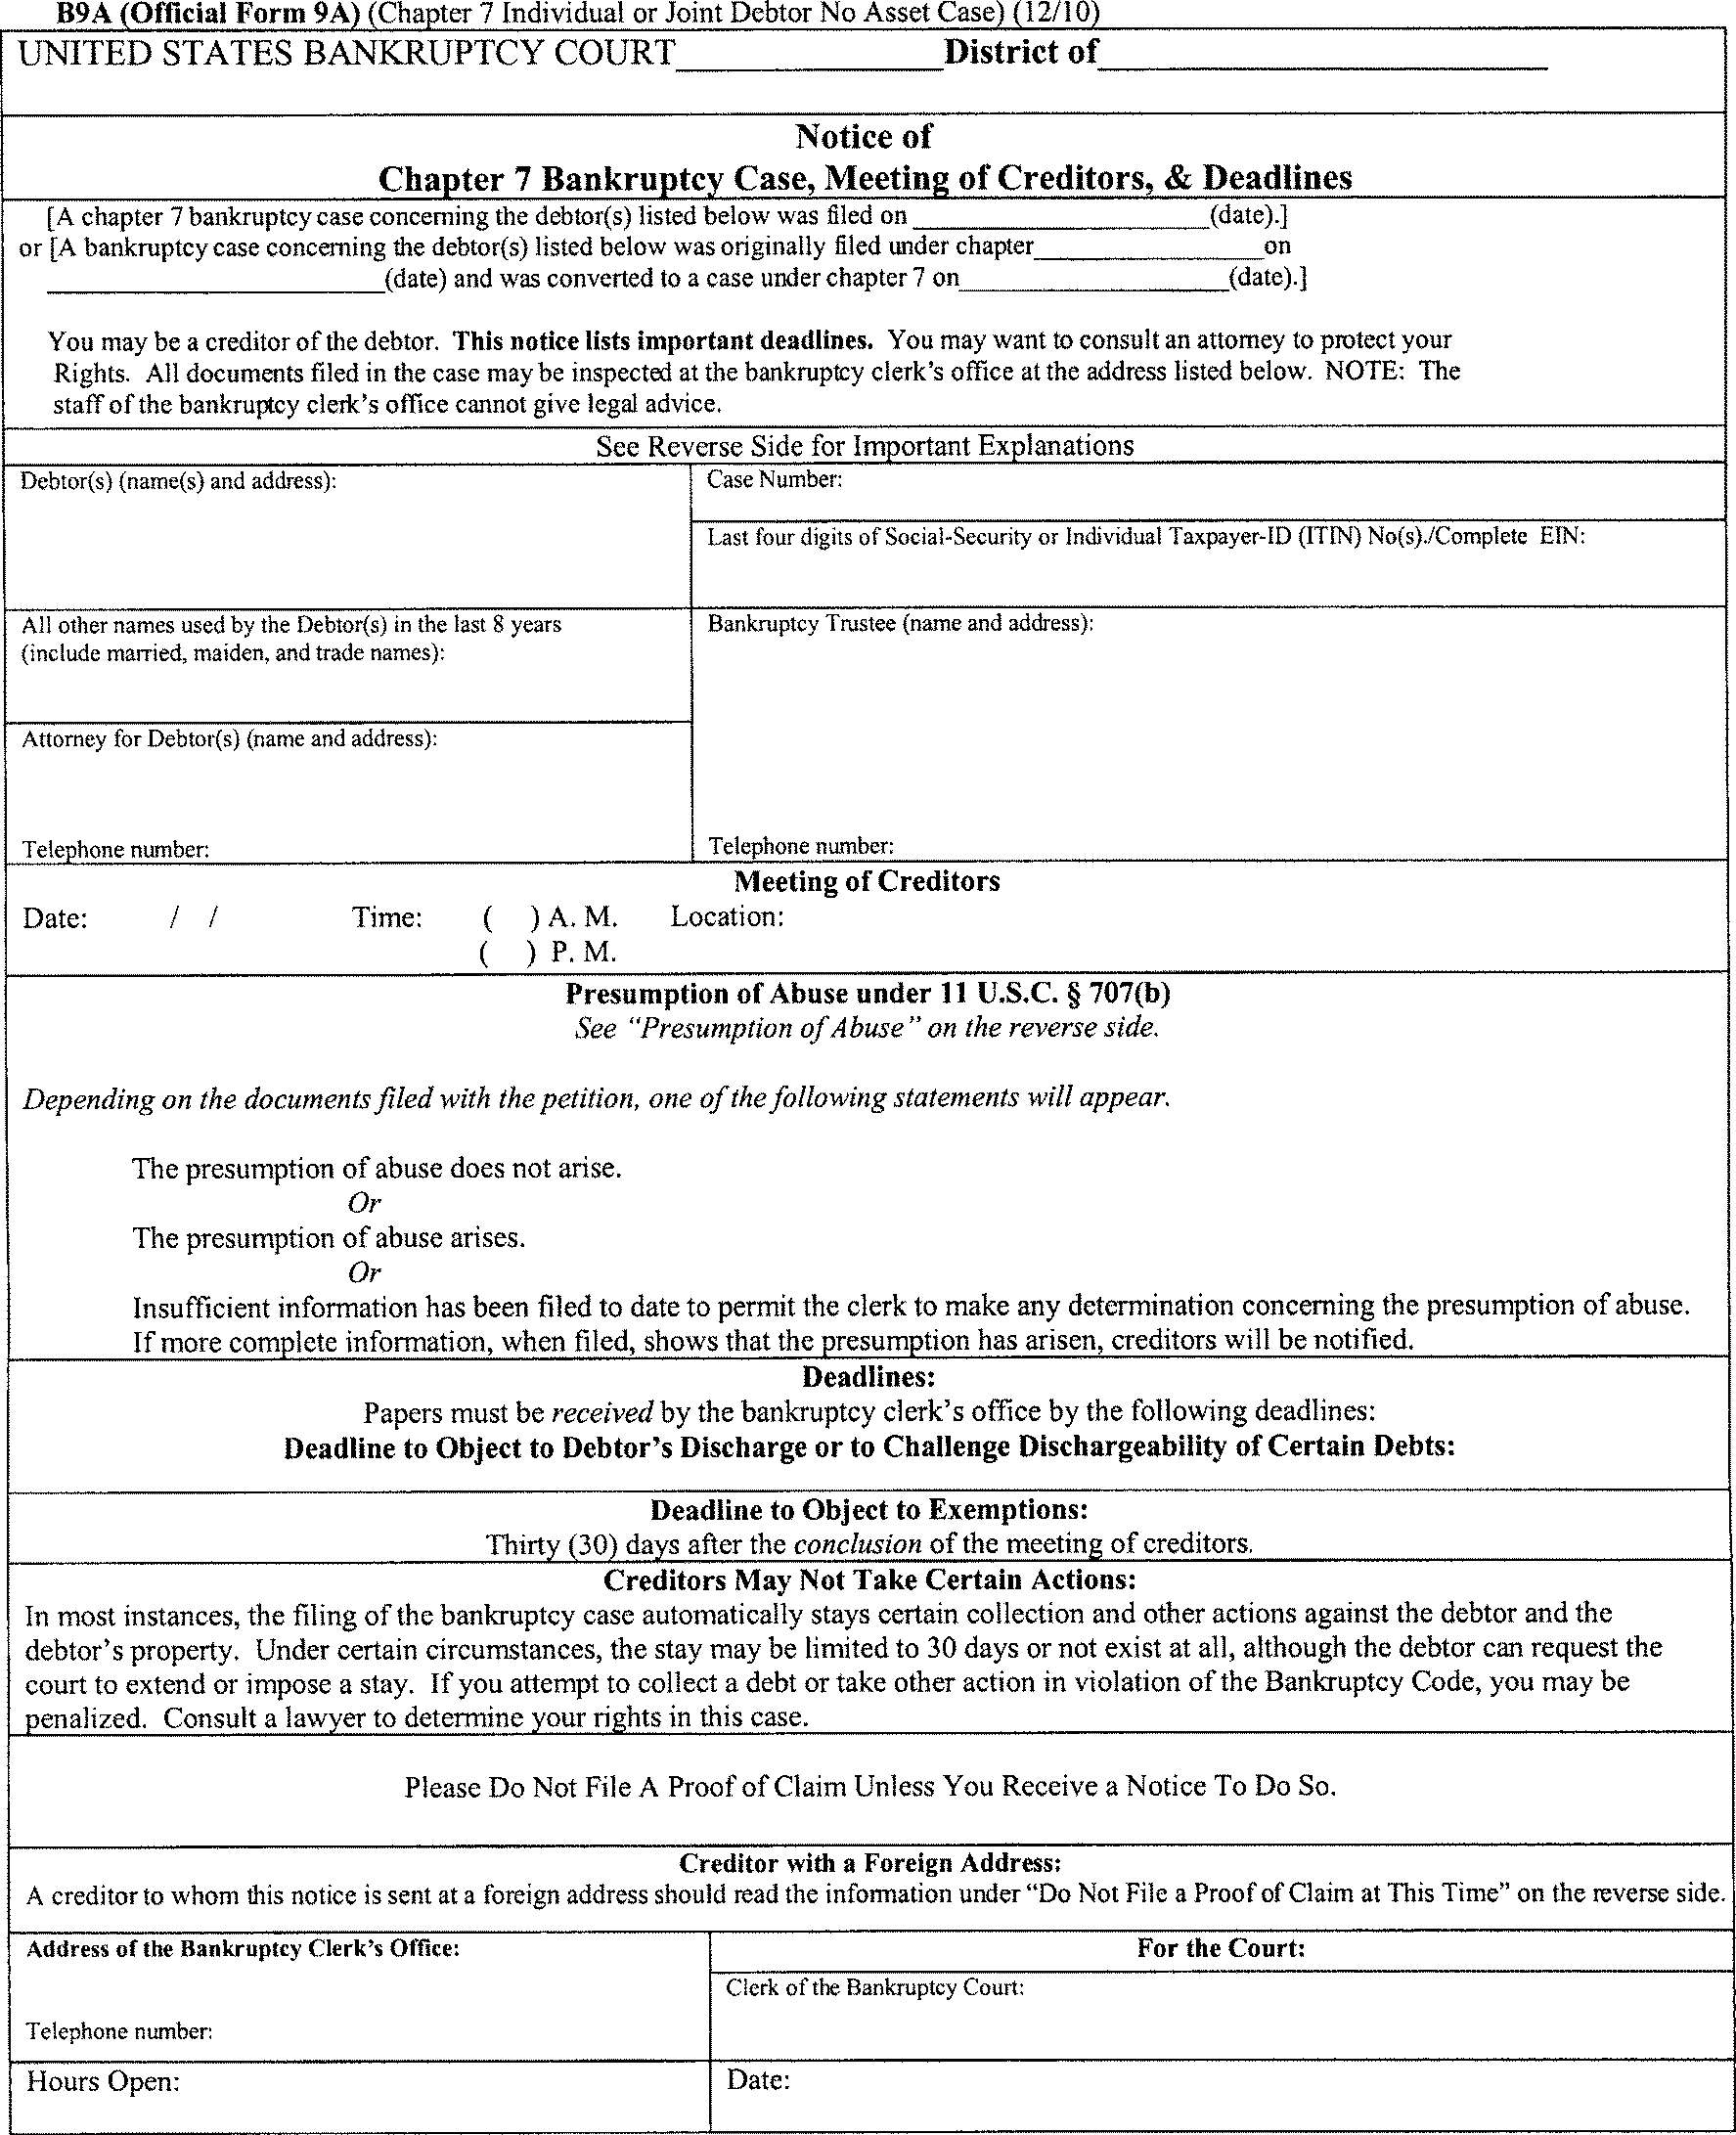 B9A (Official Form 9A) (Chapter 7 Individual or Joint Debtor No Asset Case) (12/10)
UNITED STATES BANKRUPTCY COURT____________District of____________________
Notice of
Chapter 7 Bankruptcy Case, Meeting of Creditors, & Deadlines
[A chapter 7 bankruptcy case concerning the debtor(s) listed below was filed on ________________(date).]
or [A bankruptcy case concerning the debtor(s) listed below was originally filed under chapter____________on
__________________(date) and was converted to a case under chapter 7 on______________(date).]
You may be a creditor of the debtor. This notice lists important deadlines. You may want to consult an attorney to protect your
Rights. All documents filed in the case may be inspected at the bankruptcy clerk's office at the address listed below. NOTE: The
staff of the bankruptcy clerk's office cannot give legal advice.
See Reverse Side for Important Explanations
Debtor(s) (name(s) and address):
Case Number:
Last four digits of Social-Security or Individual Taxpayer-ID (ITIN) No(s)./Complete EIN:
All other names used by the Debtor(s) in the last 8 years
(include married, maiden, and trade names):
Bankruptcy Trustee (name and address):
Attorney for Debtor(s) (name and address):
Telephone number:
Telephone number:
Meeting of Creditors
Date: / / Time: ( ) A. M. Location:
( ) P. M.
Presumption of Abuse under 11 U.S.C. § 707(b)
See "Presumption of Abuse" on the reverse side.
Depending on the documents filed with the petition, one of the following statements will appear.
The presumption of abuse does not arise.
Or
The presumption of abuse arises.
Or
Insufficient information has been filed to date to permit the clerk to make any determination concerning the presumption of abuse.
If more complete information, when filed, shows that the presumption has arisen, creditors will be notified.
Deadlines:
Papers must be received by the bankruptcy clerk's office by the following deadlines:
Deadline to Object to Debtor's Discharge or to Challenge Dischargeability of Certain Debts:
Deadline to Object to Exemptions:
Thirty (30) days after the conclusion of the meeting of creditors.
Creditors May Not Take Certain Actions:
In most instances, the filing of the bankruptcy case automatically stays certain collection and other actions against the debtor and the
debtor's property. Under certain circumstances, the stay may be limited to 30 days or not exist at all, although the debtor can request the
court to extend or impose a stay. If you attempt to collect a debt or take other action in violation of the Bankruptcy Code, you may be
penalized. Consult a lawyer to determine your rights in this case.
Please Do Not File A Proof of Claim Unless You Receive a Notice To Do So.
Creditor with a Foreign Address:
A creditor to whom this notice is sent at a foreign address should read the information under "Do Not File a Proof of Claim at This Time" on the reverse side.
Address of the Bankruptcy Clerk's Office:
For the Court:
Clerk of the Bankruptcy Court:
Telephone number:
Hours Open:
Date: